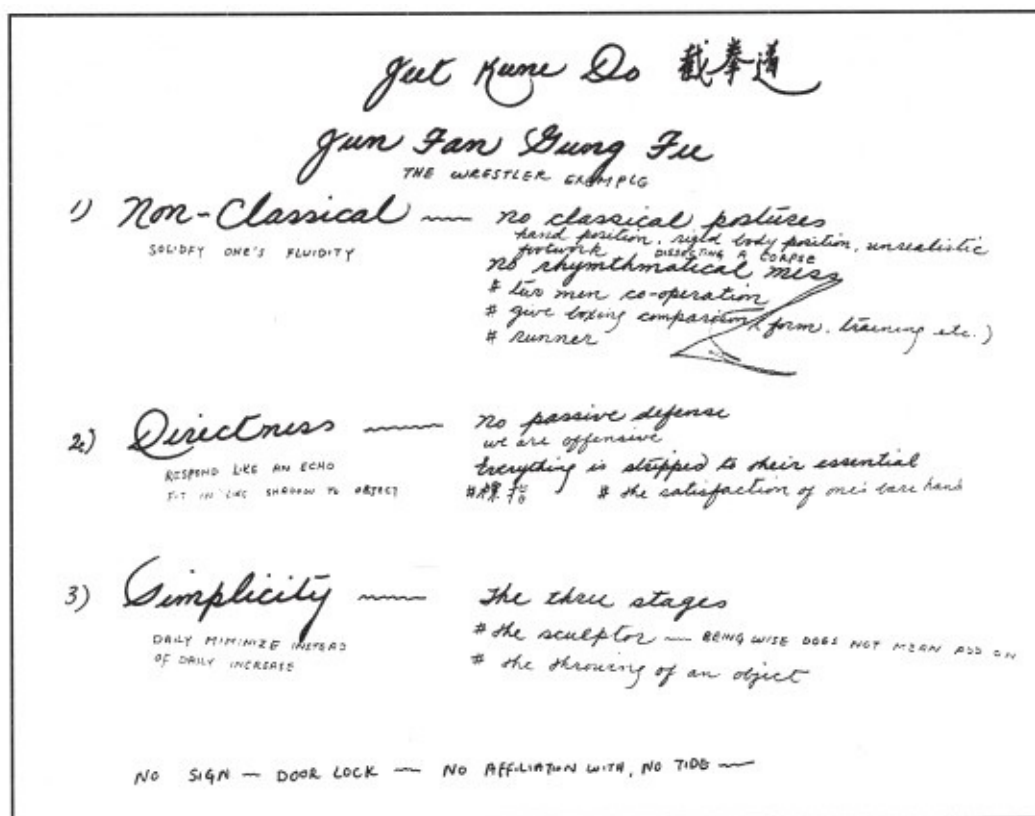 Jeet Kune Do 截拳道
Jun Fan Gung Fu
THE WRESTLER EXAMPLE
1) Non-Classical — no classical postures
SOLIDFY ONE'S FLUIDITY
hand position, rigid body position, unrealistic
footwork DISSECTING A CORPSE
no rhymthmatical mess
# two men co-operation
# give boxing comparison (form, training etc.)
# runner
2) Directness — no passive defense
we are offensive
RESPOND LIKE AN ECHO
Everything is stripped to their essential
FIT IN LIKE SHADOW TO OBJECT
#標指 # the satisfaction of one's bare hand
3) Simplicity — The three stages
# the sculptor — BEING WISE DOES NOT MEAN ADD ON
DAILY MIMINIZE INSTEAD
OF DAILY INCREASE
# the throwing of an object
NO SIGN — DOOR LOCK — NO AFFILIATION WITH, NO TIDE —